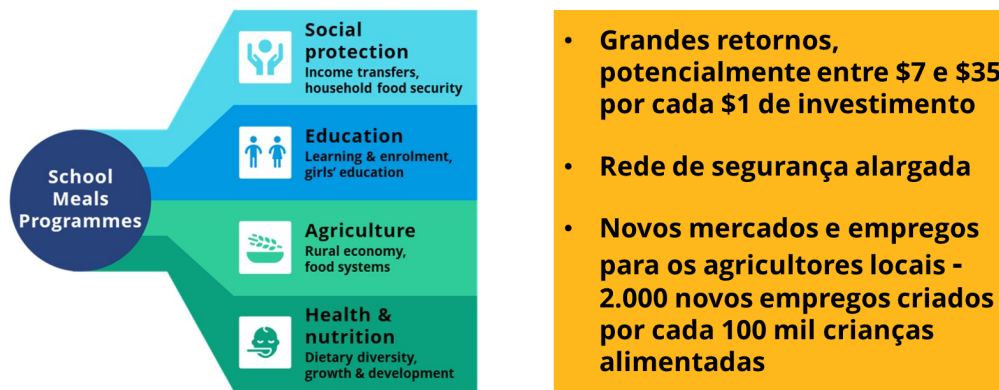 School
Meals
Programmes
Social
protection
Income transfers,
household food security
Education
Learning & enrolment,
girls' education
Agriculture
Rural economy,
food systems
Health &
nutrition
Dietary diversity,
growth & development
• Grandes retornos,
potencialmente entre $7 e $35
por cada $1 de investimento
• Rede de segurança alargada
• Novos mercados e empregos
para os agricultores locais -
2.000 novos empregos criados
por cada 100 mil crianças
alimentadas